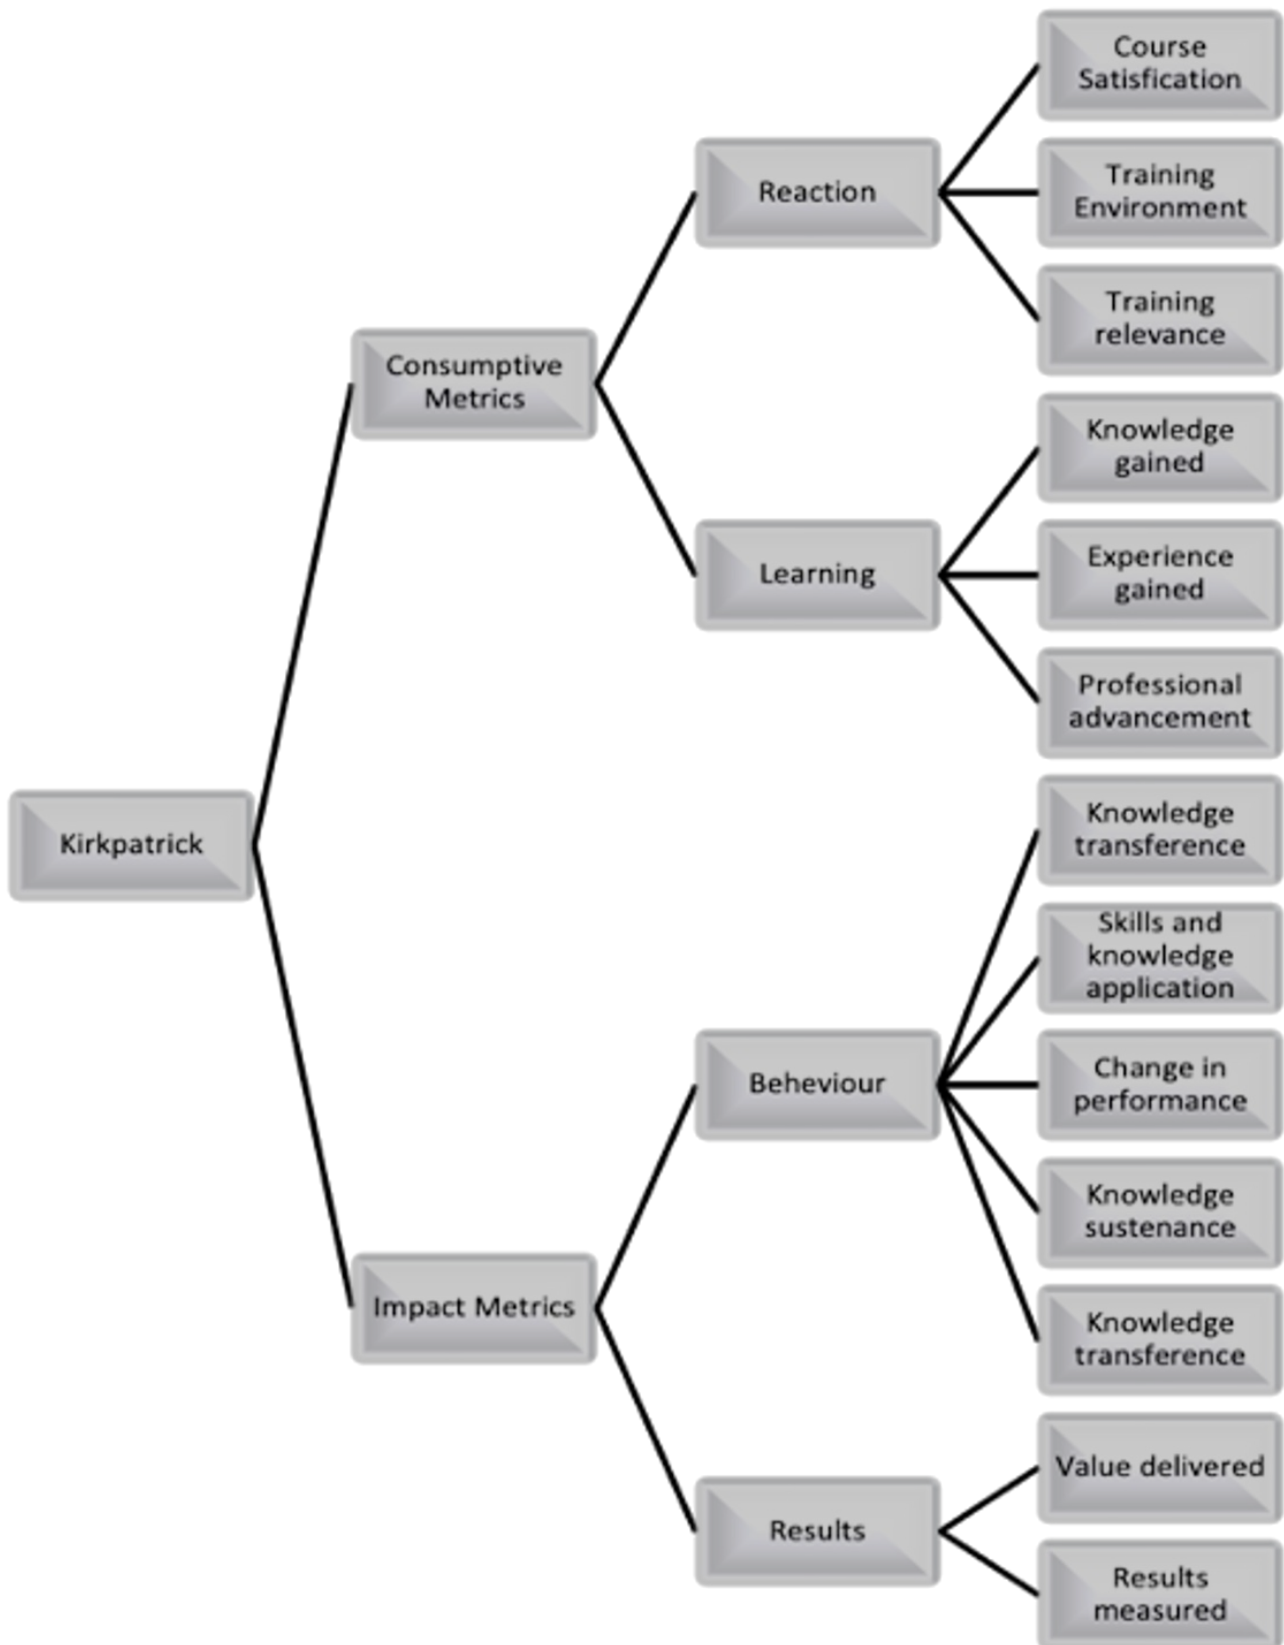 Course
Satisfication
Training
Environment
Reaction
Training
relevance
Consumptive
Metrics
Knowledge
gained
Experience
gained
Learning
Professional
advancement
Kirkpatrick
Knowledge
transference
Skills and
knowledge
application
Change in
performance
Beheviour
Knowledge
sustenance
Impact Metrics
Knowledge
transference
Value delivered
Results
Results
measured